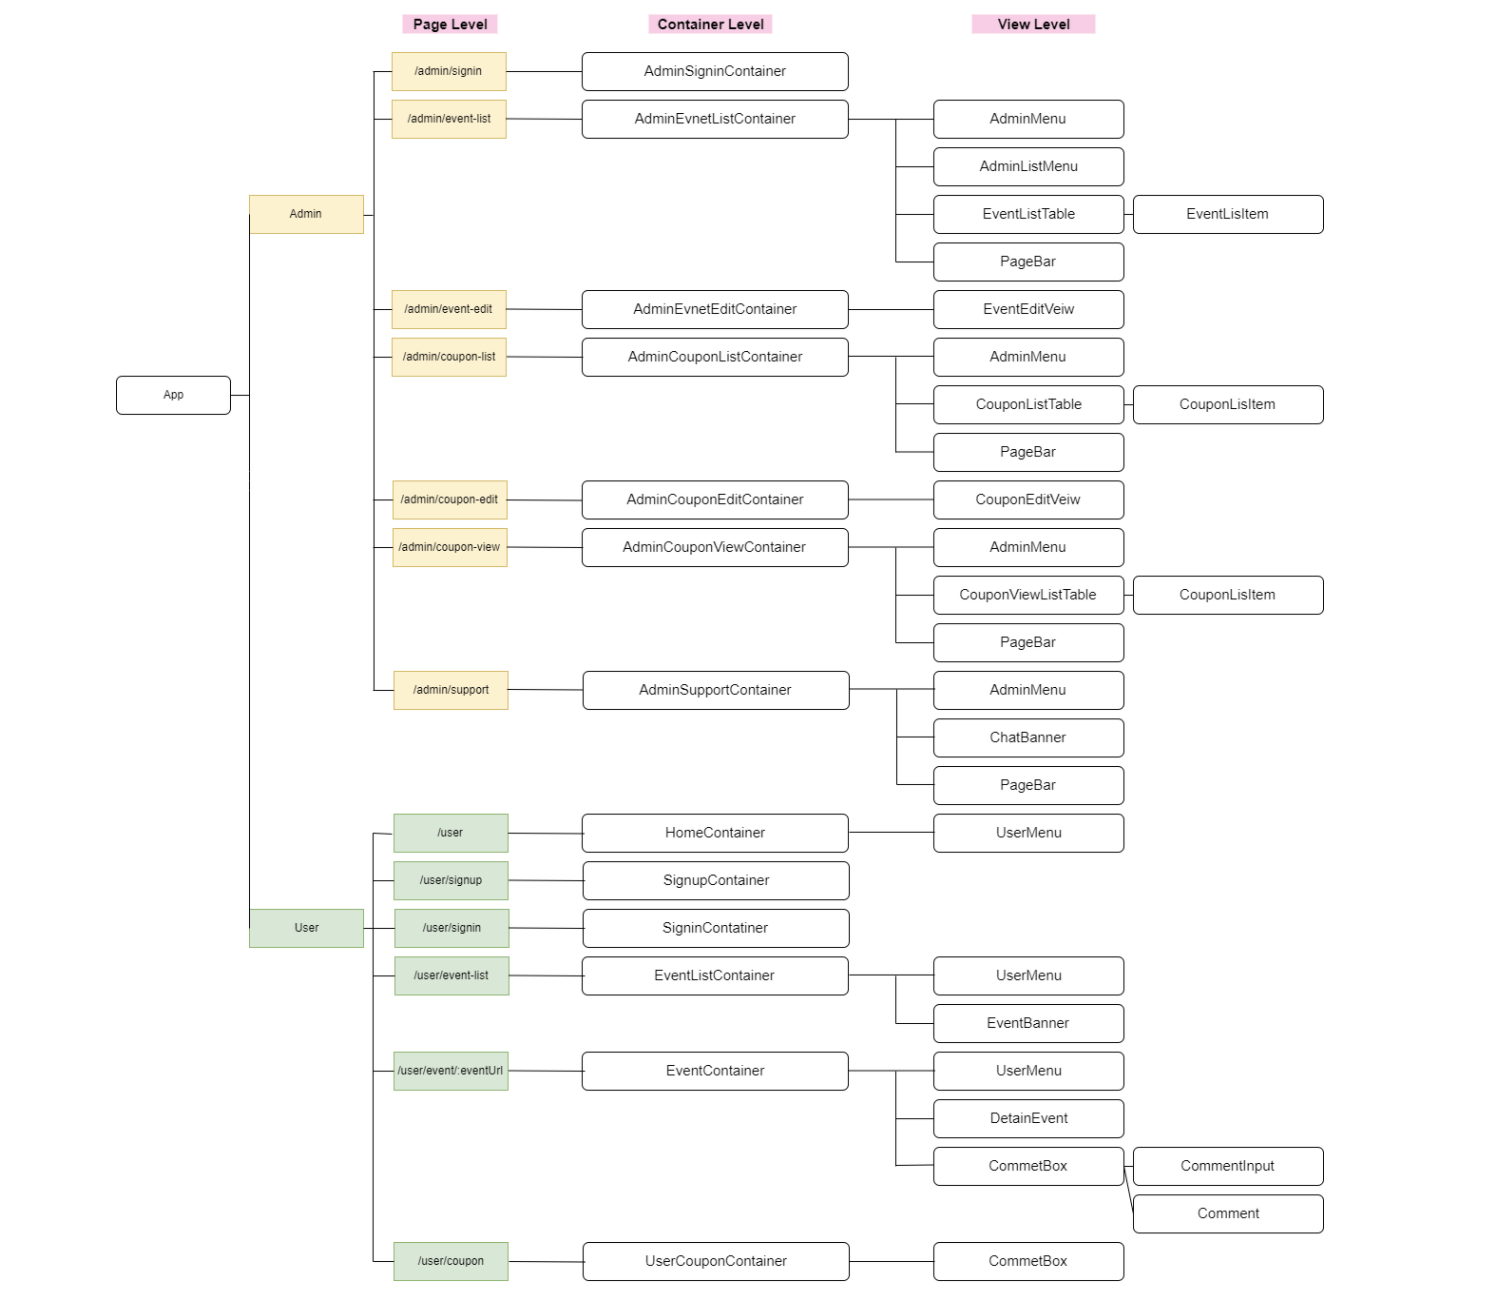 Page Level
Container Level
View Level
/admin/signin
AdminSigninContainer
/admin/event-list
AdminEvnetListContainer
AdminMenu
AdminListMenu
Admin
EventListTable
EventLisItem
PageBar
/admin/event-edit
AdminEvnetEditContainer
EventEditVeiw
/admin/coupon-list
AdminCouponListContainer
AdminMenu
App
CouponListTable
CouponLisItem
PageBar
/admin/coupon-edit
AdminCouponEditContainer
CouponEditVeiw
/admin/coupon-view
AdminCouponViewContainer
AdminMenu
CouponViewListTable
CouponLisItem
PageBar
/admin/support
AdminSupportContainer
AdminMenu
ChatBanner
PageBar
/user
HomeContainer
UserMenu
/user/signup
SignupContainer
User
/user/signin
SigninContatiner
/user/event-list
EventListContainer
UserMenu
EventBanner
/user/event/:eventUrl
EventContainer
UserMenu
DetainEvent
CommetBox
CommentInput
Comment
/user/coupon
UserCouponContainer
CommetBox